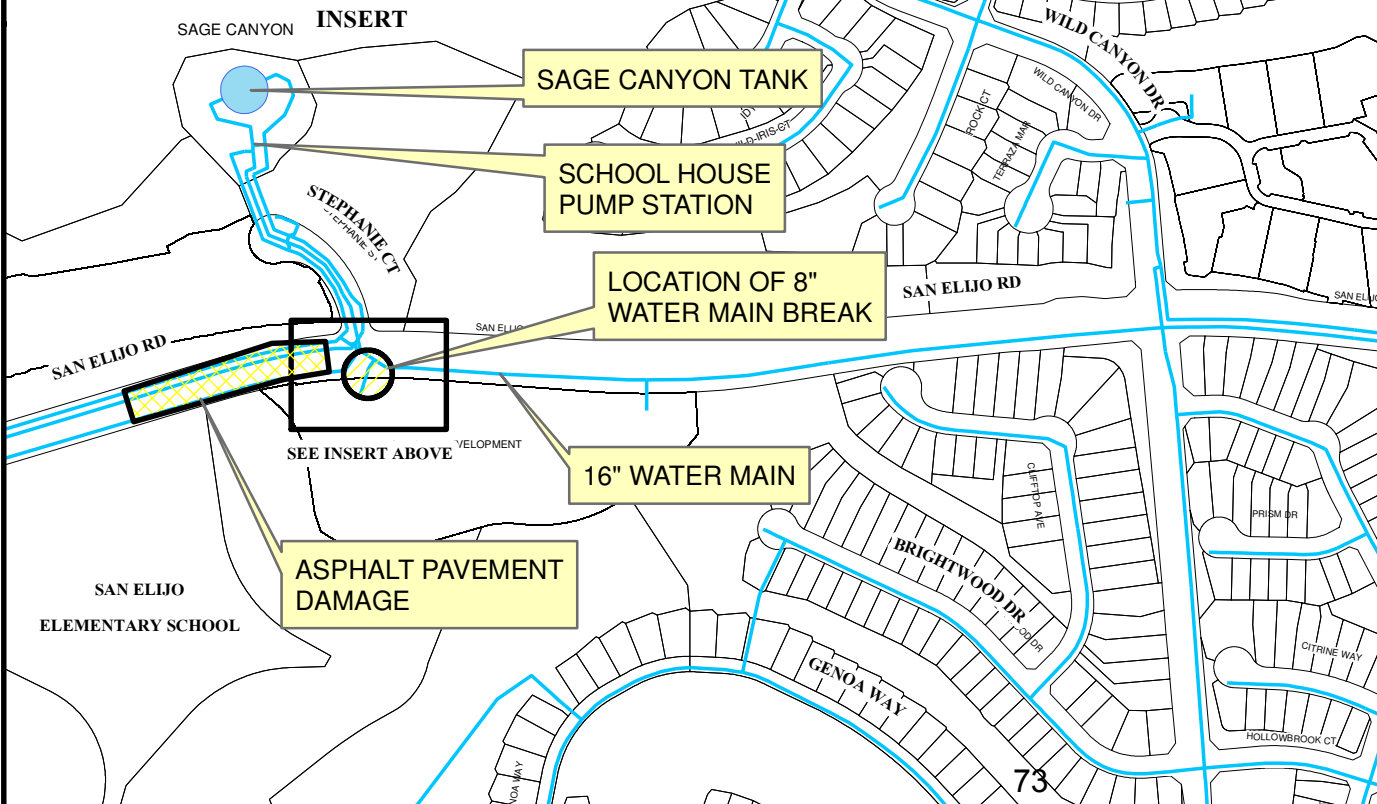 INSERT
SAGE CANYON
WILD CANYON DR
SAGE CANYON TANK
WILD CANYON DR
ROCK CT
TERRAZA MAR
SCHOOL HOUSE
PUMP STATION
STEPHANIE CT
LOCATION OF 8"
WATER MAIN BREAK
SAN ELIJO RD
SAN ELIJO RD
SEE INSERT ABOVE
16" WATER MAIN
CLIFFTOP AVE
PRISM DR
ASPHALT PAVEMENT
DAMAGE
BRIGHTWOOD DR
SAN ELIJO
ELEMENTARY SCHOOL
CITRINE WAY
GENOA WAY
HOLLOWBROOK CT
73